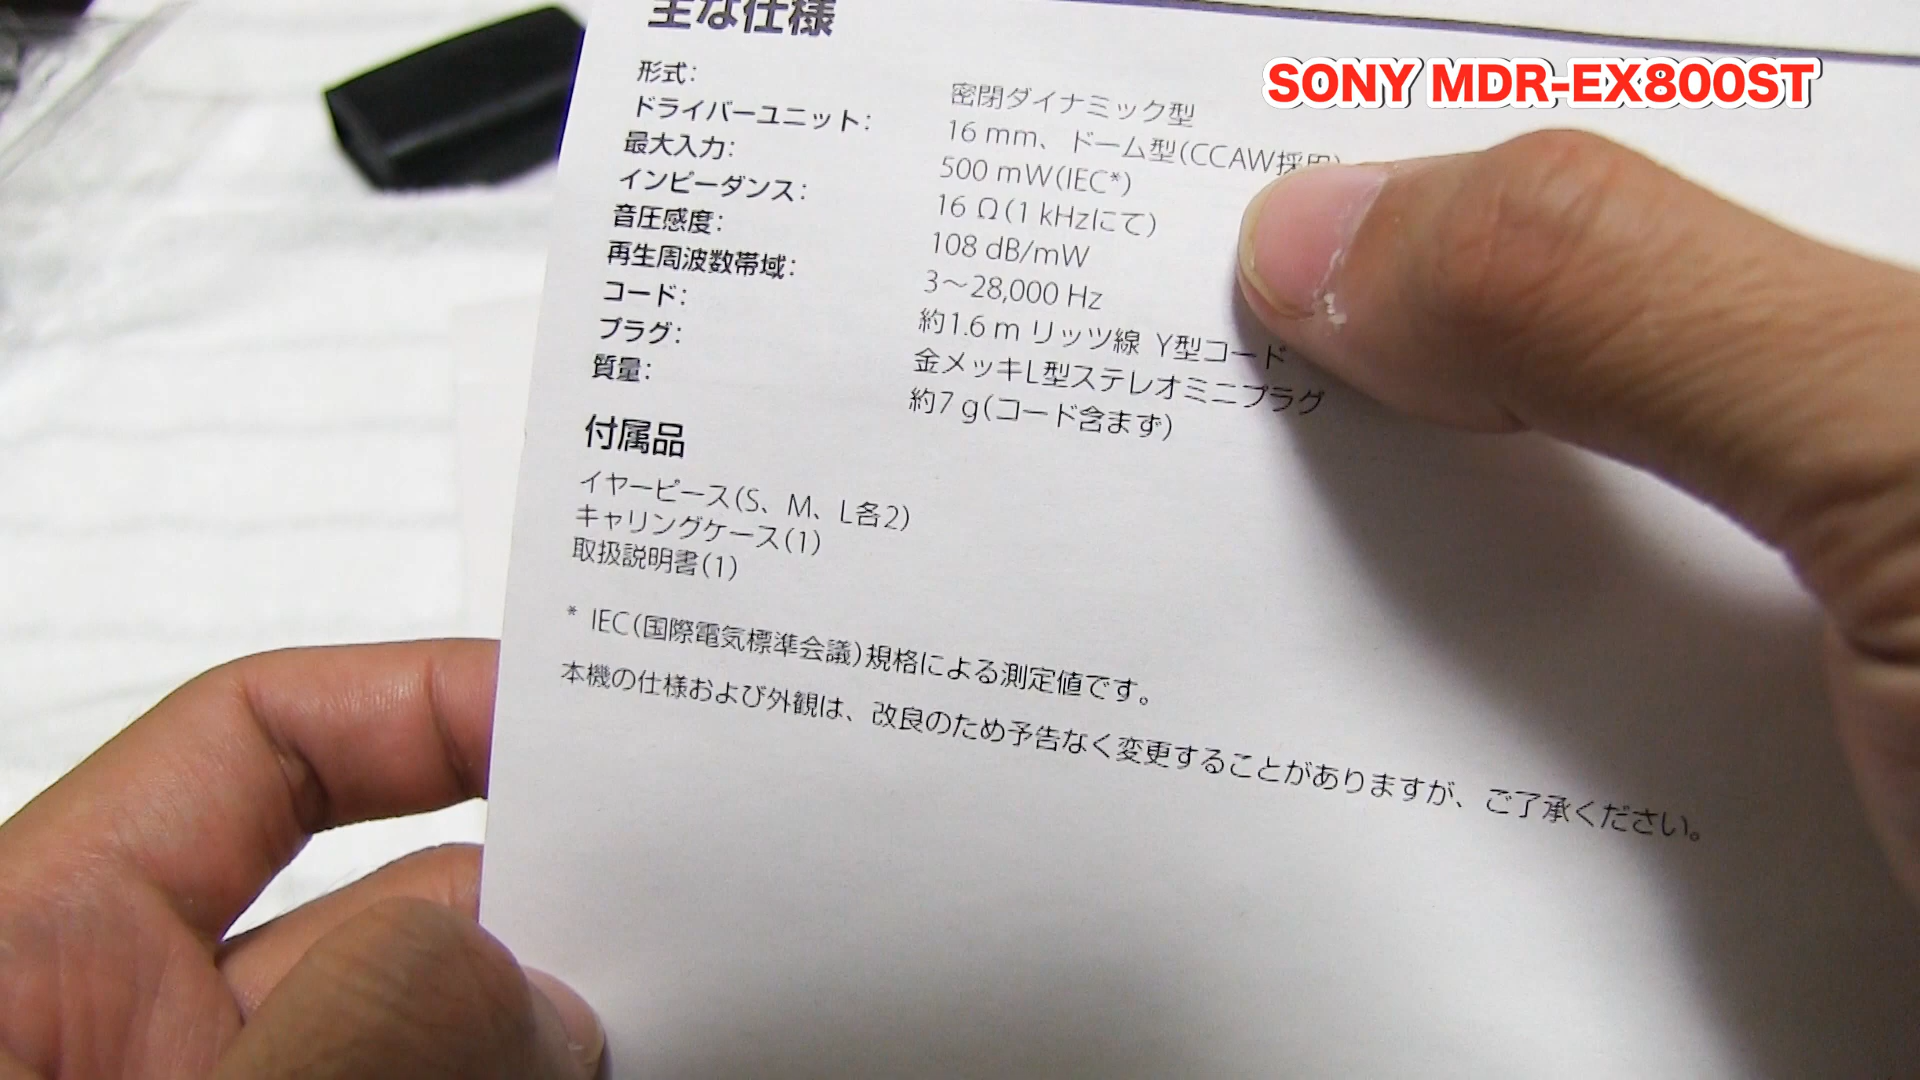 主な仕様
SONY MDR-EX800ST
形式: 密閉ダイナミック型
ドライバーユニット: 16 mm、ドーム型(CCAW採用)
最大入力: 500 mW(IEC*)
インピーダンス: 16 Ω(1 kHzにて)
音圧感度: 108 dB/mW
再生周波数帯域: 3～28,000 Hz
コード: 約1.6 m リッツ線 Y型コード
プラグ: 金メッキL型ステレオミニプラグ
質量: 約7 g(コード含まず)
付属品
イヤーピース(S、M、L各2)
キャリングケース(1)
取扱説明書(1)
* IEC(国際電気標準会議)規格による測定値です。
本機の仕様および外観は、改良のため予告なく変更することがありますが、ご了承ください。